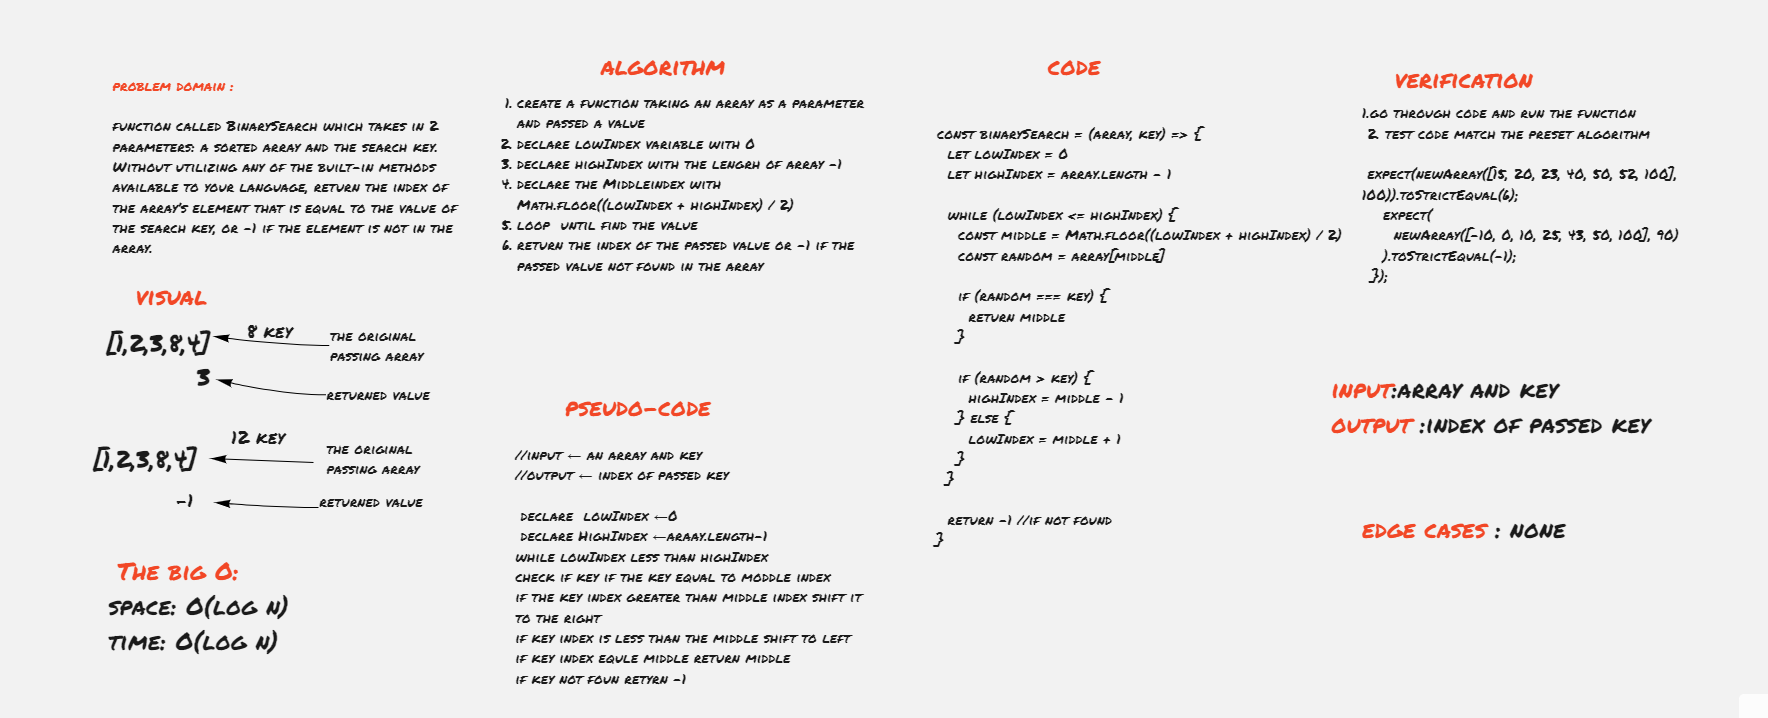 PROBLEM DOMAIN :
FUNCTION CALLED BINARYSEARCH WHICH TAKES IN 2
PARAMETERS: A SORTED ARRAY AND THE SEARCH KEY.
WITHOUT UTILIZING ANY OF THE BUILT-IN METHODS
AVAILABLE TO YOUR LANGUAGE, RETURN THE INDEX OF
THE ARRAY'S ELEMENT THAT IS EQUAL TO THE VALUE OF
THE SEARCH KEY, OR -1 IF THE ELEMENT IS NOT IN THE
ARRAY.
VISUAL
[1,2,3,8,4]
8 KEY
THE ORIGINAL
PASSING ARRAY
3
RETURNED VALUE
12 KEY
[1,2,3,8,4]
THE ORIGINAL
PASSING ARRAY
-1
RETURNED VALUE
THE BIG O:
SPACE: O(LOG N)
TIME: O(LOG N)
ALGORITHM
1. CREATE A FUNCTION TAKING AN ARRAY AS A PARAMETER
AND PASSED A VALUE
2. DECLARE LOWINDEX VARIABLE WITH 0
3. DECLARE HIGHINDEX WITH THE LENGRH OF ARRAY -1
4. DECLARE THE MIDDLEINDEX WITH
MATH.FLOOR((LOWINDEX + HIGHINDEX) / 2)
5. LOOP UNTIL FIND THE VALUE
6. RETURN THE INDEX OF THE PASSED VALUE OR -1 IF THE
PASSED VALUE NOT FOUND IN THE ARRAY
PSEUDO-CODE
//INPUT ← AN ARRAY AND KEY
//OUTPUT ← INDEX OF PASSED KEY
DECLARE LOWINDEX ←0
DECLARE HIGHINDEX ←ARAAY.LENGTH-1
WHILE LOWINDEX LESS THAN HIGHINDEX
CHECK IF KEY IF THE KEY EQUAL TO MODDLE INDEX
IF THE KEY INDEX GREATER THAN MIDDLE INDEX SHIFT IT
TO THE RIGHT
IF KEY INDEX IS LESS THAN THE MIDDLE SHIFT TO LEFT
IF KEY INDEX EQULE MIDDLE RETURN MIDDLE
IF KEY NOT FOUN RETYRN -1
CODE
CONST BINARYSEARCH = (ARRAY, KEY) => {
LET LOWINDEX = 0
LET HIGHINDEX = ARRAY.LENGTH - 1
WHILE (LOWINDEX <= HIGHINDEX) {
CONST MIDDLE = MATH.FLOOR((LOWINDEX + HIGHINDEX) / 2)
CONST RANDOM = ARRAY[MIDDLE]
IF (RANDOM === KEY) {
RETURN MIDDLE
}
IF (RANDOM > KEY) {
HIGHINDEX = MIDDLE - 1
} ELSE {
LOWINDEX = MIDDLE + 1
}
}
RETURN -1 //IF NOT FOUND
}
VERIFICATION
1.GO THROUGH CODE AND RUN THE FUNCTION
2. TEST CODE MATCH THE PRESET ALGORITHM
EXPECT(NEWARRAY([15, 20, 23, 40, 50, 52, 100],
100)).TOSTRICTEQUAL(6);
EXPECT(
NEWARRAY([-10, 0, 10, 25, 43, 50, 100], 90)
).TOSTRICTEQUAL(-1);
});
INPUT:ARRAY AND KEY
OUTPUT :INDEX OF PASSED KEY
EDGE CASES : NONE